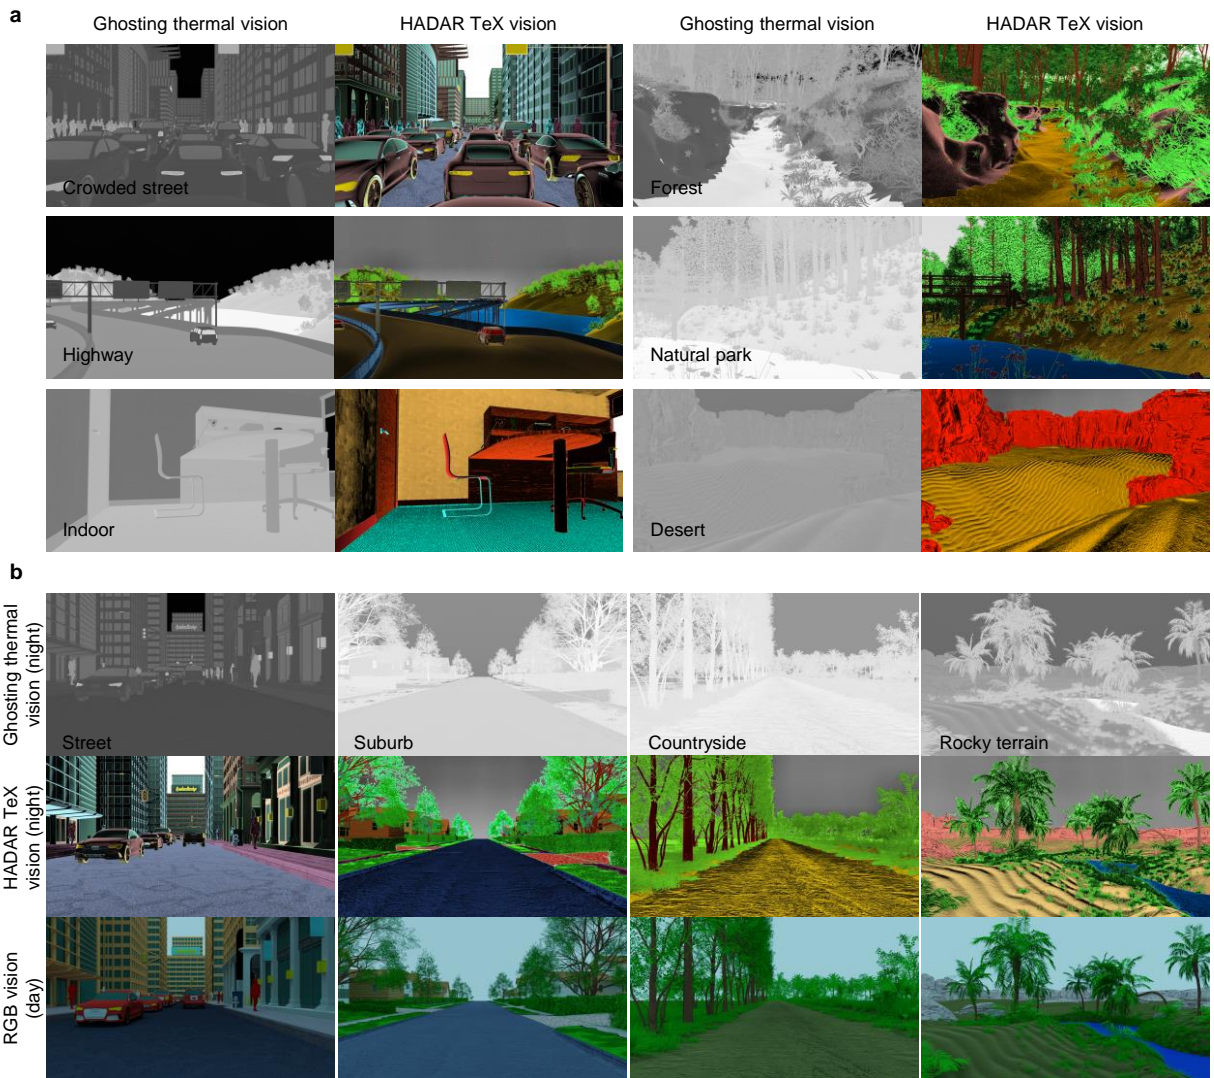 a
Ghosting thermal vision
HADAR TeX vision
Ghosting thermal vision
HADAR TeX vision
Crowded street
Forest
Highway
Natural park
Indoor
Desert
b
Ghosting thermal
vision (night)
Street
Suburb
Countryside
Rocky terrain
HADAR TeX
vision (night)
RGB vision
(day)